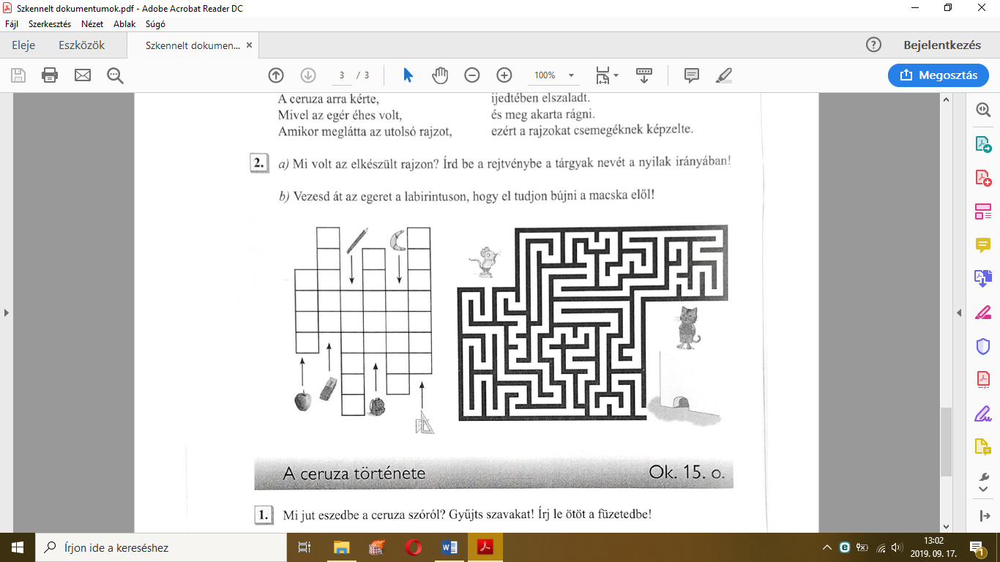 Szkennelt dokumentumok.pdf - Adobe Acrobat Reader DC
Fájl Szerkesztés Nézet Ablak Súgó
Eleje Eszközök Szkennelt dokumen... × Bejelentkezés
3 / 3 100% Megosztás
A ceruza arra kérte, ijedtében elszaladt.
Mivel az egér éhes volt, és meg akarta rágni.
Amikor meglátta az utolsó rajzot, ezért a rajzokat csemegéknek képzelte.
2. a) Mi volt az elkészült rajzon? Írd be a rejtvénybe a tárgyak nevét a nyilak irányában!
b) Vezesd át az egeret a labirintuson, hogy el tudjon bújni a macska elől!
A ceruza története Ok. 15. o.
1. Mi jut eszedbe a ceruza szóról? Gyűjts szavakat! Írj le ötöt a füzetedbe!
Írjon ide a kereséshez
13:02
2019. 09. 17.
1